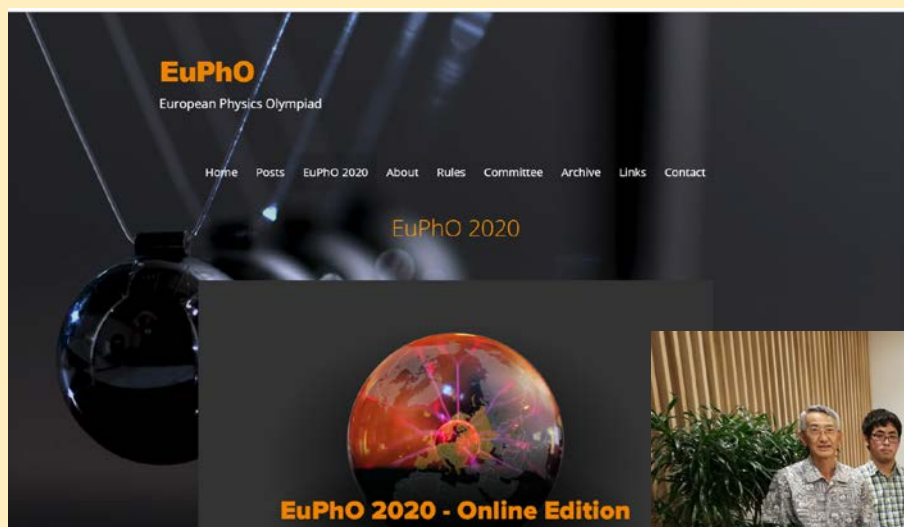 EuPhO
European Physics Olympiad
Home Posts EuPhO 2020 About Rules Committee Archive Links Contact
EuPhO 2020
EuPhO 2020 - Online Edition